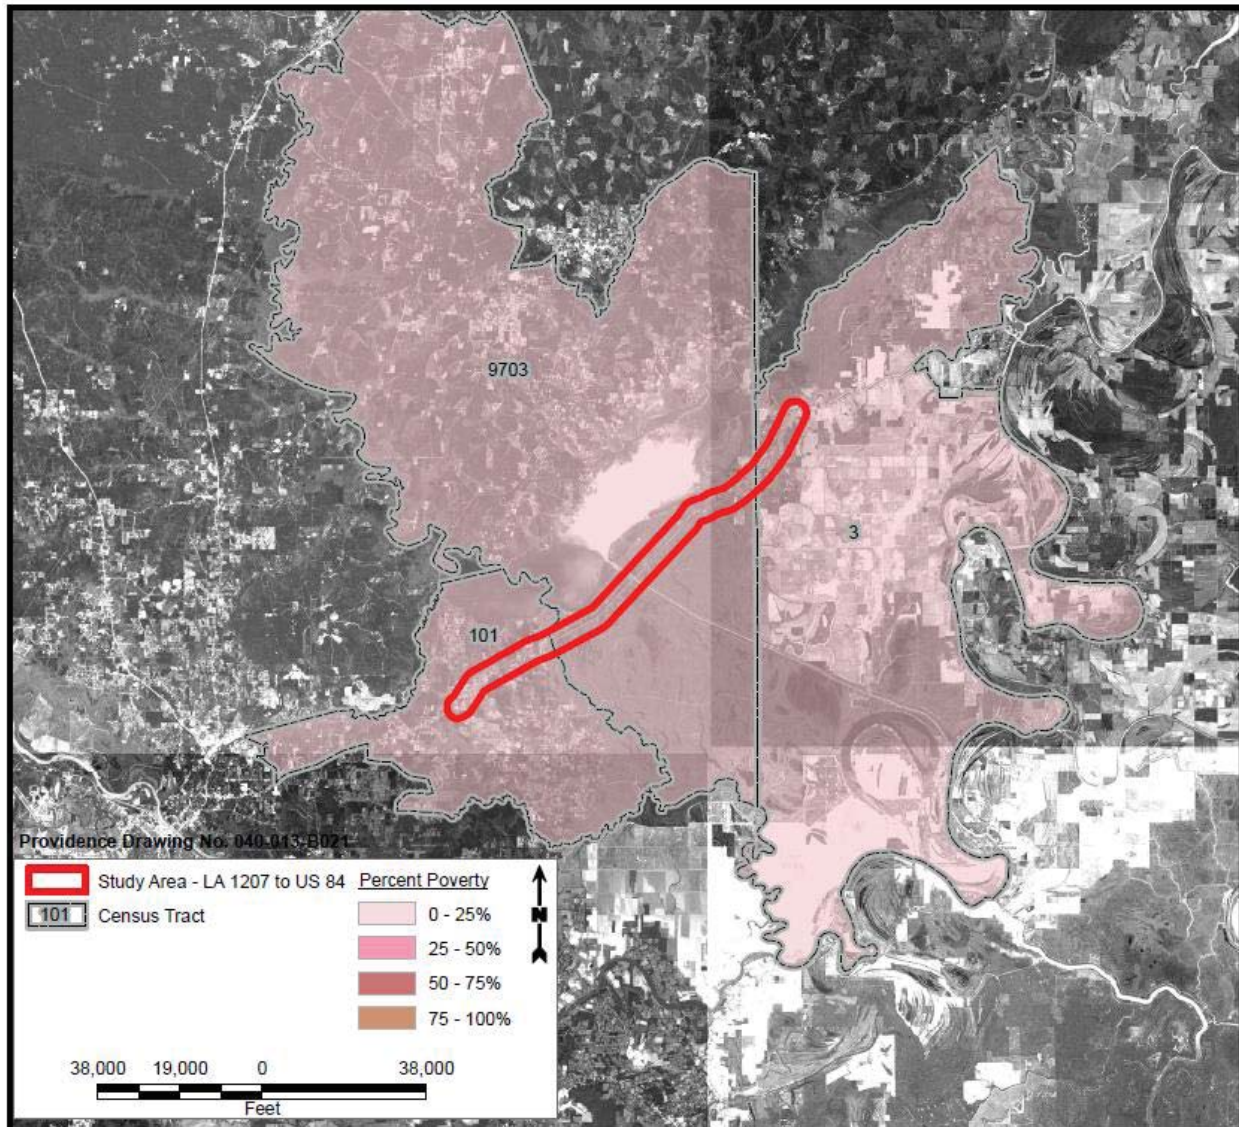 9703
3
101
Providence Drawing No. 040-013-B021
Study Area - LA 1207 to US 84
101 Census Tract
Percent Poverty
0 - 25%
25 - 50%
50 - 75%
75 - 100%
N
38,000 19,000 0 38,000
Feet